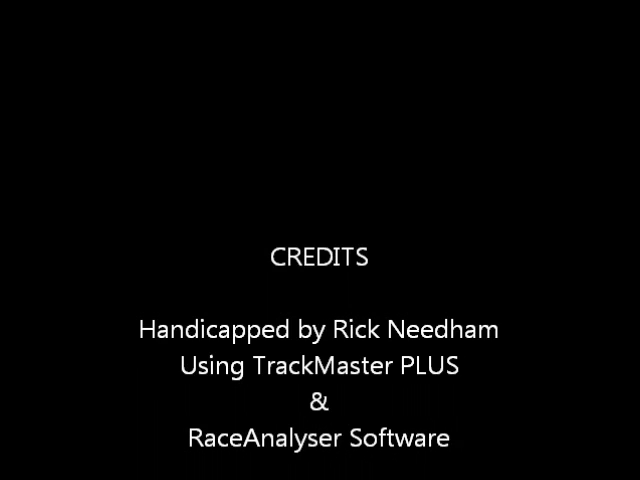 CREDITS
Handicapped by Rick Needham
Using TrackMaster PLUS
&
RaceAnalyser Software